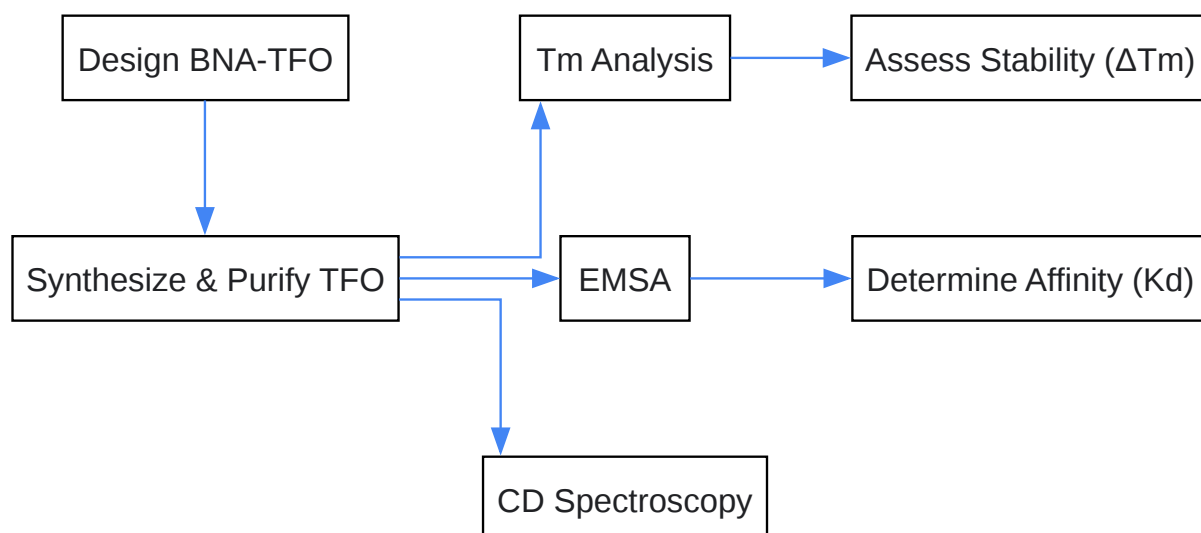 Design BNA-TFO
Tm Analysis
Assess Stability (ΔTm)
Synthesize & Purify TFO
EMSA
Determine Affinity (Kd)
CD Spectroscopy